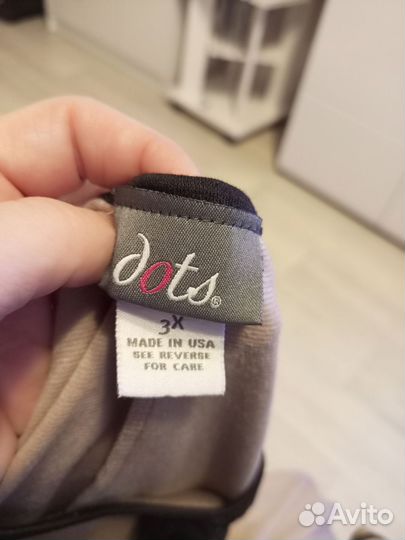 dots®
3X
MADE IN USA
SEE REVERSE
FOR CARE
Avito